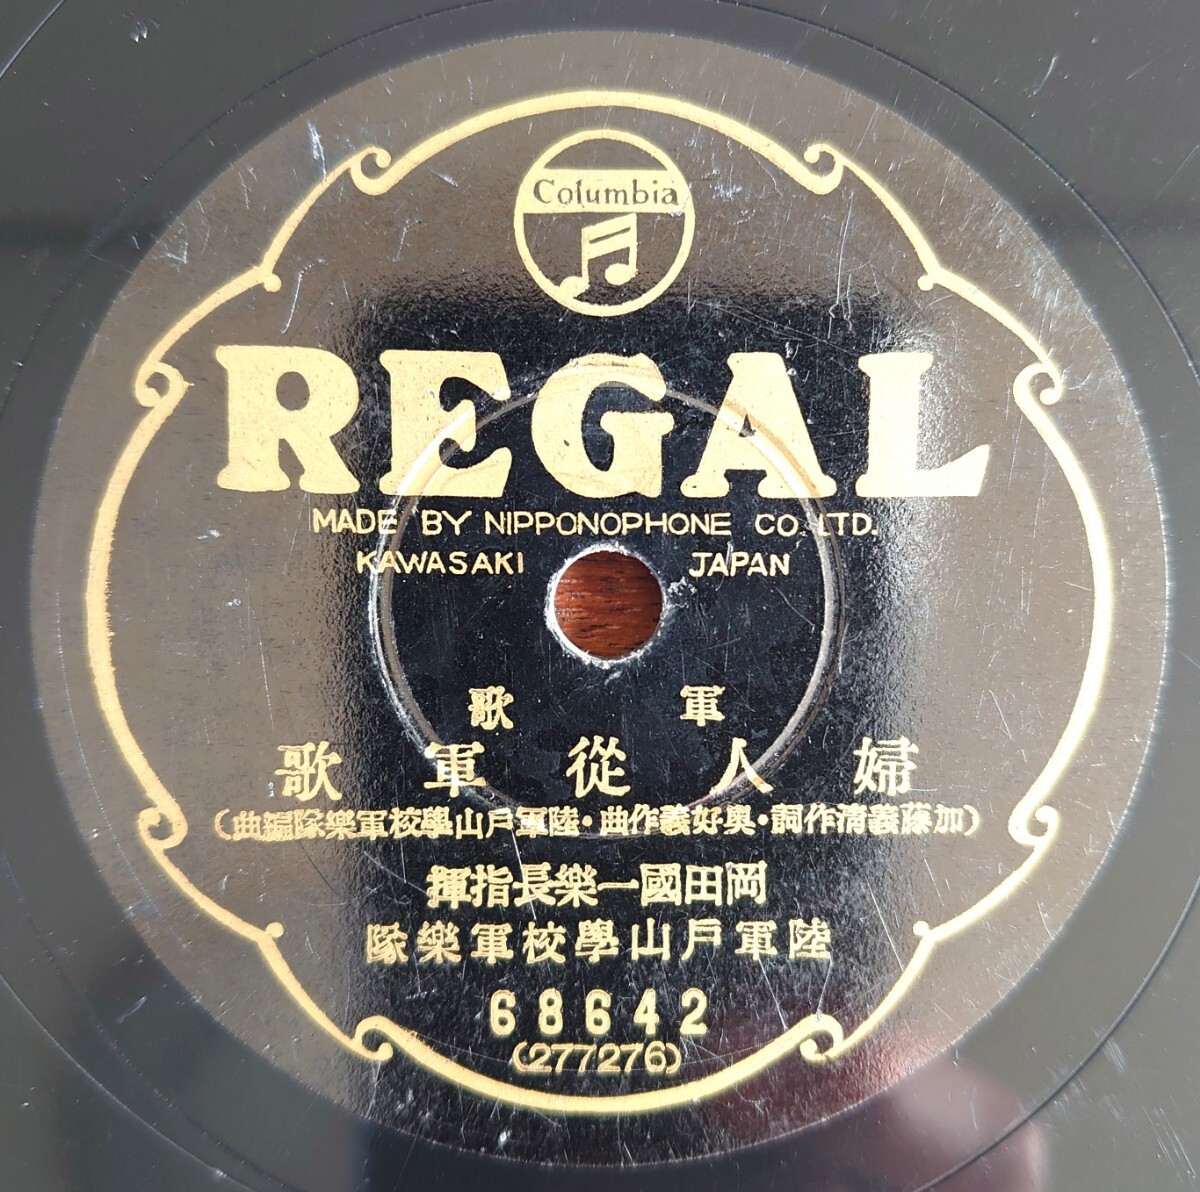 Columbia
REGAL
MADE BY NIPPONOPHONE CO. LTD.
KAWASAKI JAPAN
軍歌
婦人從軍歌
(加藤義清作詞・奥好義作曲・陸軍戸山學校軍樂隊編曲)
岡田國一樂長指揮
陸軍戸山學校軍樂隊
68642
(277276)